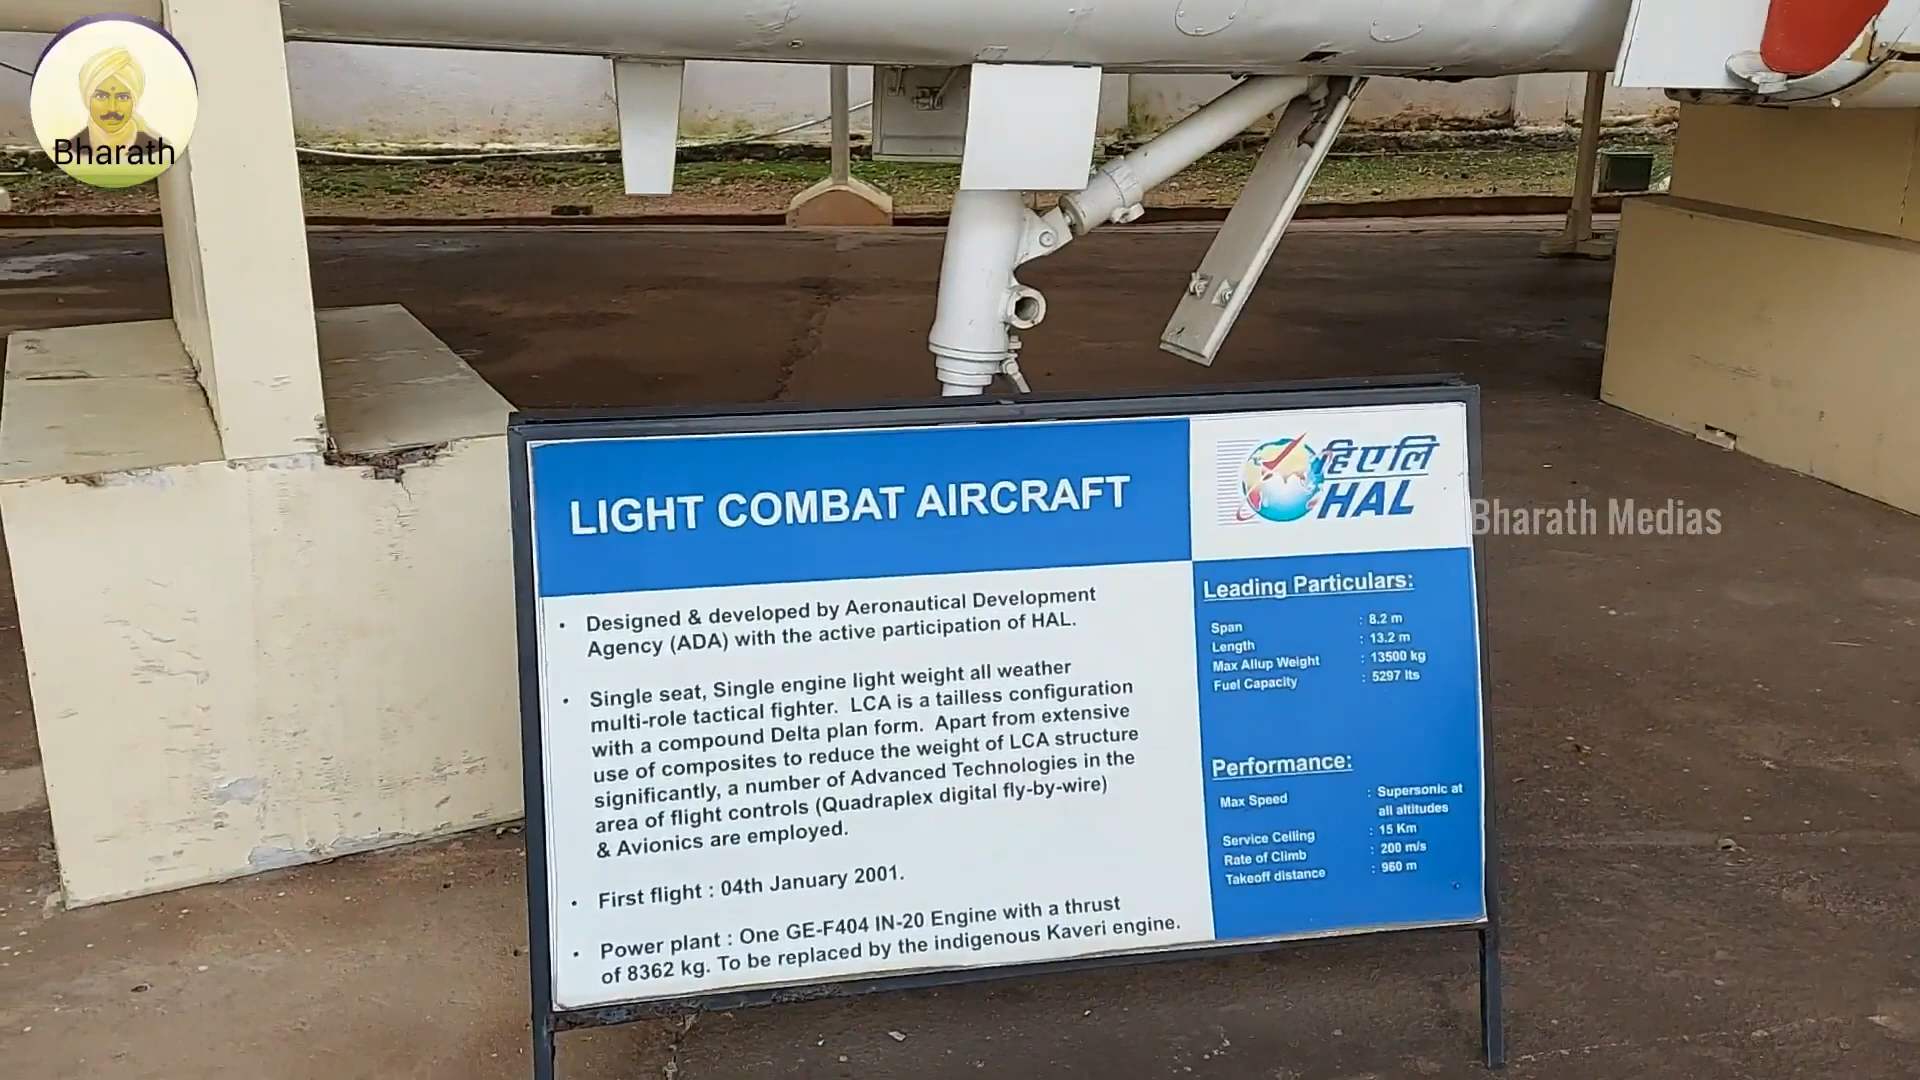 Bharath
LIGHT COMBAT AIRCRAFT
हिएलि
HAL
Bharath Medias
• Designed & developed by Aeronautical Development
Agency (ADA) with the active participation of HAL.
• Single seat, Single engine light weight all weather
multi-role tactical fighter. LCA is a tailless configuration
with a compound Delta plan form. Apart from extensive
use of composites to reduce the weight of LCA structure
significantly, a number of Advanced Technologies in the
area of flight controls (Quadraplex digital fly-by-wire)
& Avionics are employed.
• First flight : 04th January 2001.
• Power plant : One GE-F404 IN-20 Engine with a thrust
of 8362 kg. To be replaced by the indigenous Kaveri engine.
Leading Particulars:
Span : 8.2 m
Length : 13.2 m
Max Allup Weight : 13500 kg
Fuel Capacity : 5297 lts
Performance:
Max Speed : Supersonic at
all altitudes
Service Ceiling : 15 Km
Rate of Climb : 200 m/s
Takeoff distance : 960 m